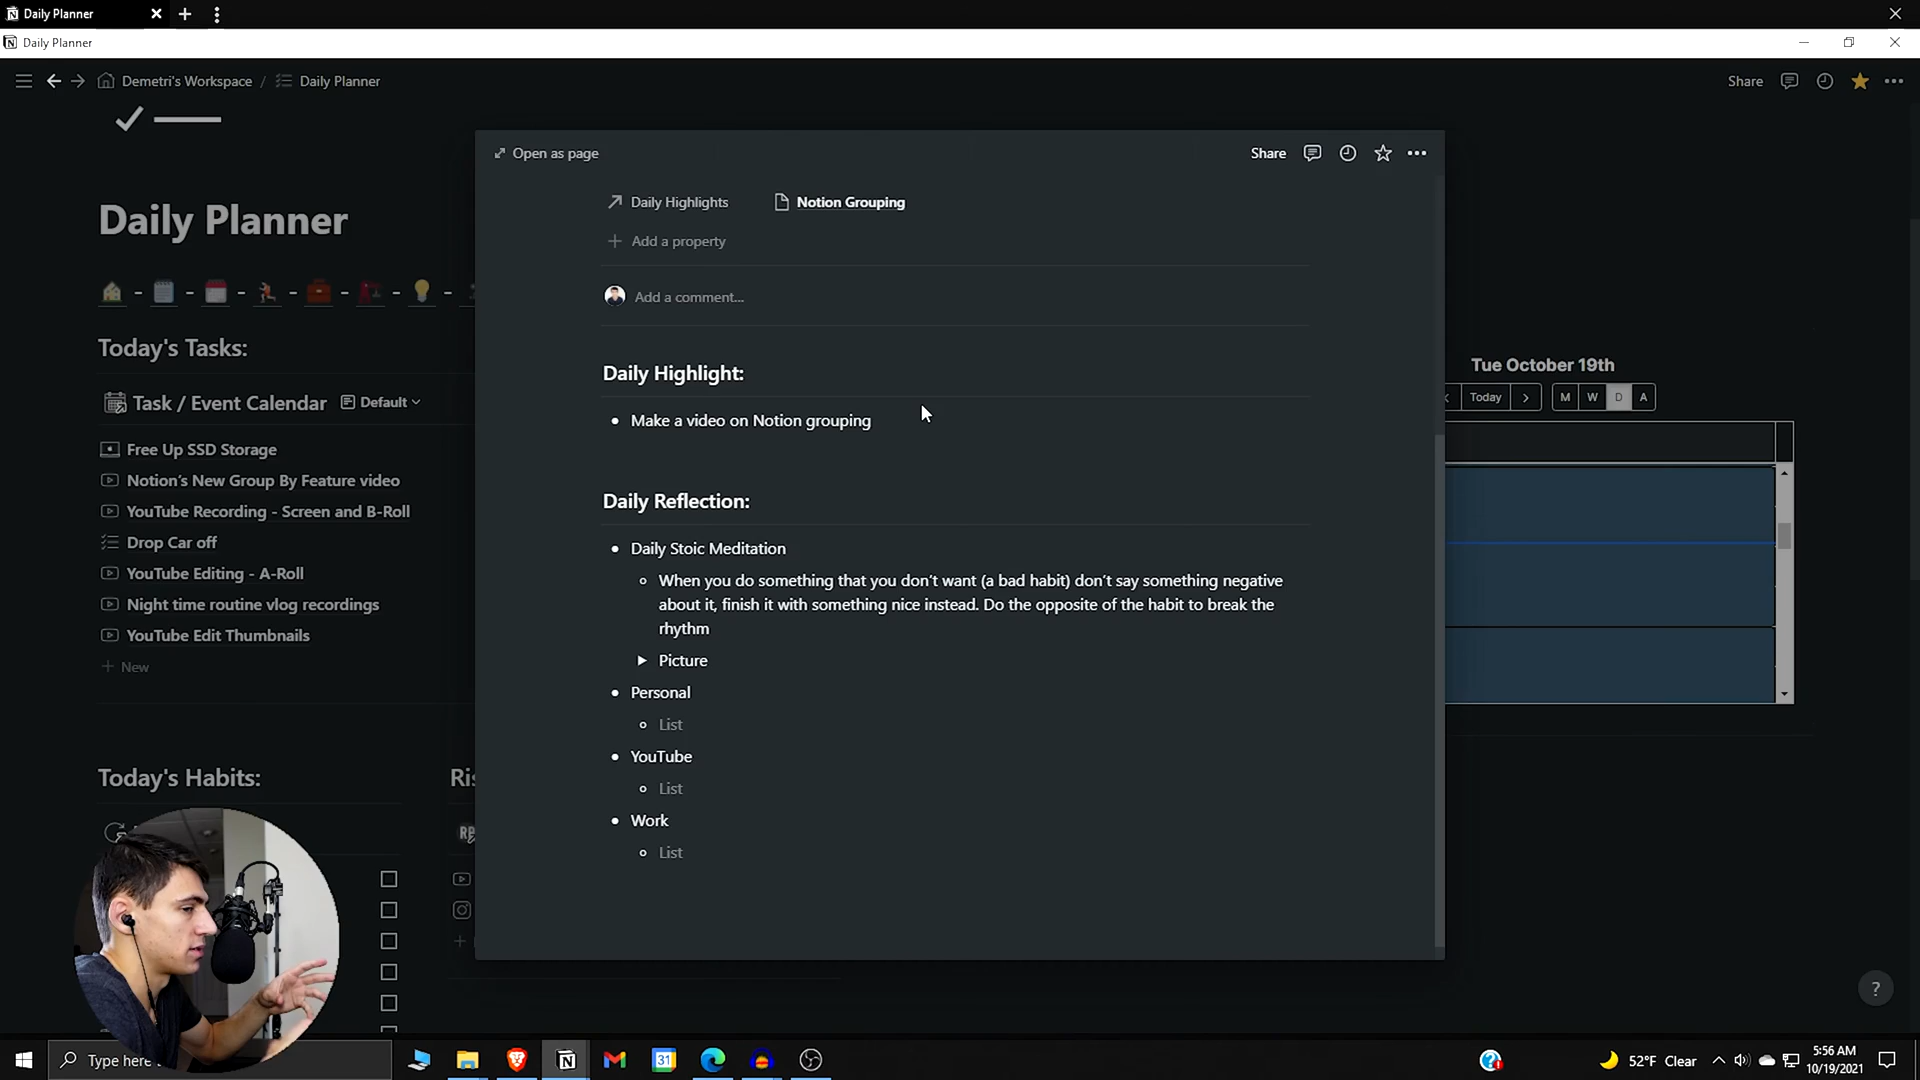 Daily Planner
Daily Planner
Demetri's Workspace / Daily Planner
Share
Daily Planner
Today's Tasks:
Task / Event Calendar Default
Free Up SSD Storage
Notion's New Group By Feature video
YouTube Recording - Screen and B-Roll
Drop Car off
YouTube Editing - A-Roll
Night time routine vlog recordings
YouTube Edit Thumbnails
New
Today's Habits:
Open as page
Share
Daily Highlights Notion Grouping
Add a property
Add a comment...
Daily Highlight:
Make a video on Notion grouping
Daily Reflection:
Daily Stoic Meditation
When you do something that you don't want (a bad habit) don't say something negative
about it, finish it with something nice instead. Do the opposite of the habit to break the
rhythm
Picture
Personal
List
YouTube
List
Work
List
Tue October 19th
Today M W D A
?
Type here
31
52°F Clear
5:56 AM
10/19/2021